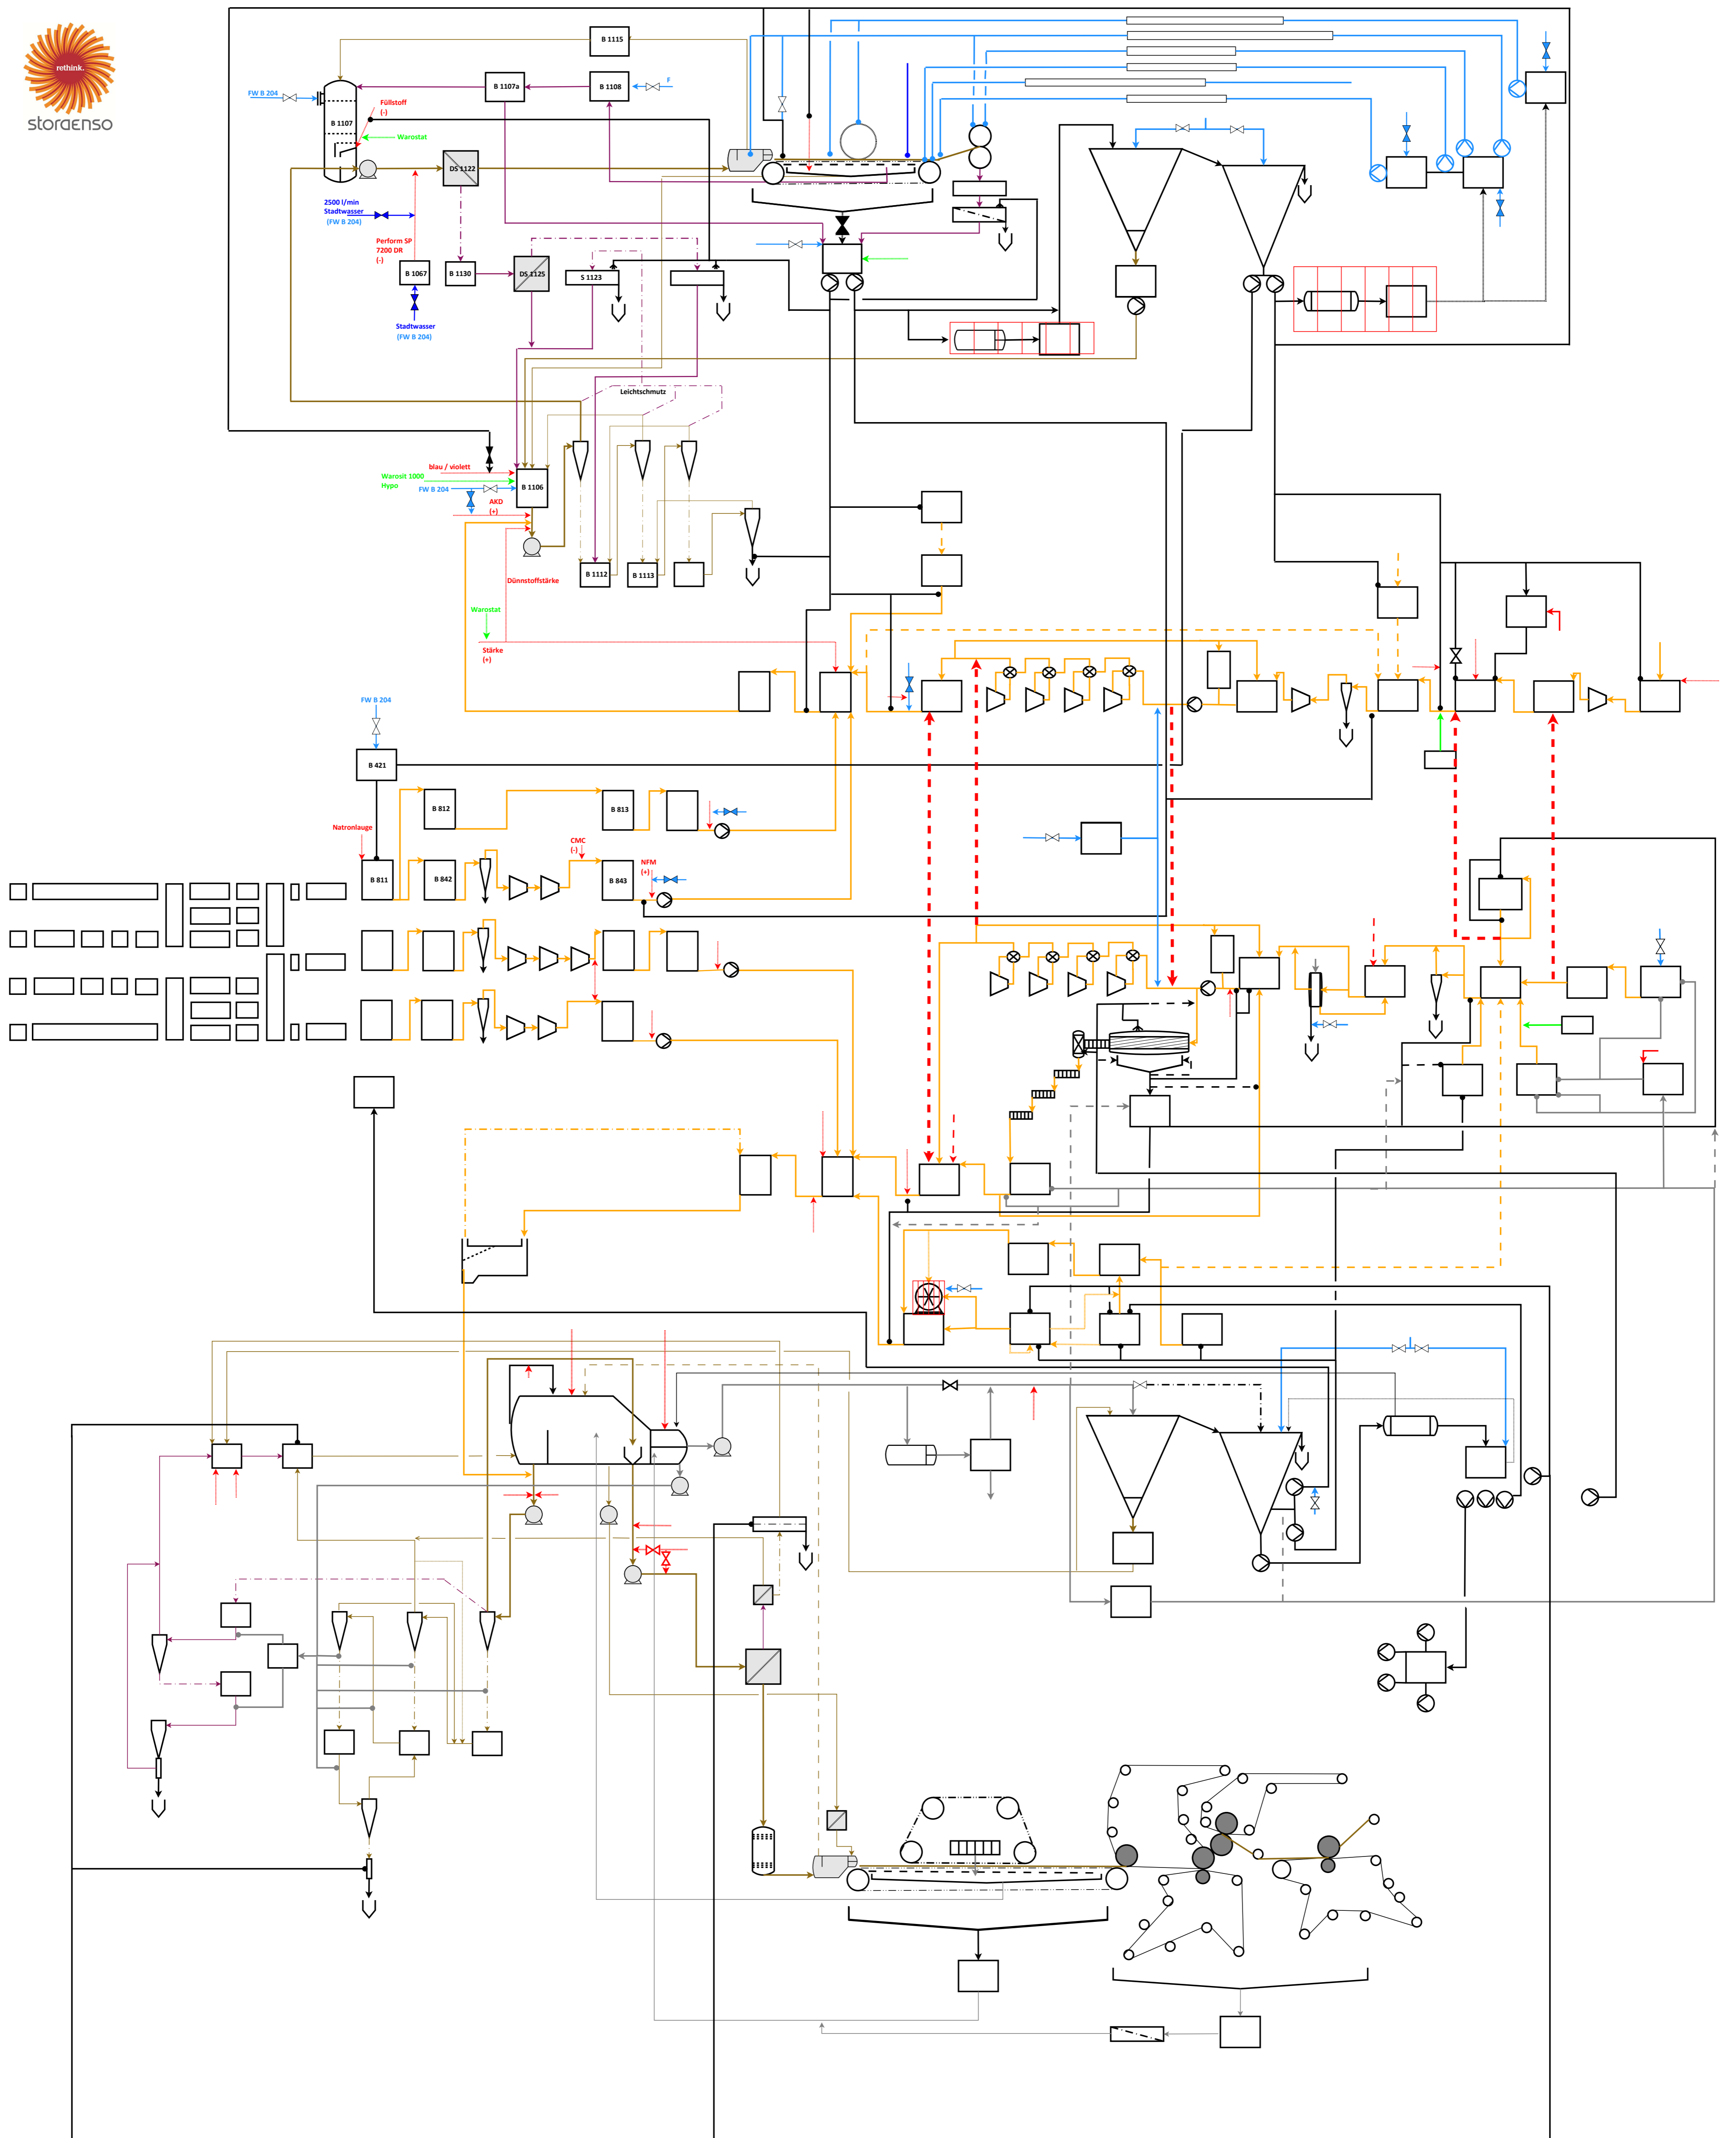 rethink.
storaenso
B 1115
B 1107a
B 1108
F
FW B 204
Füllstoff
(-)
B 1107
Warostat
DS 1122
2500 l/min
Stadtwasser
(FW B 204)
Perform SP
7200 DR
(-)
B 1067
B 1130
DS 1125
S 1123
Stadtwasser
(FW B 204)
Leichtschmutz
blau / violett
Warosit 1000
Hypo
FW B 204
B 1106
AKD
(+)
Dünnstoffstärke
B 1112
B 1113
Warostat
Stärke
(+)
FW B 204
B 421
B 812
B 813
Natronlauge
CMC
(-)
NFM
(+)
B 811
B 842
B 843